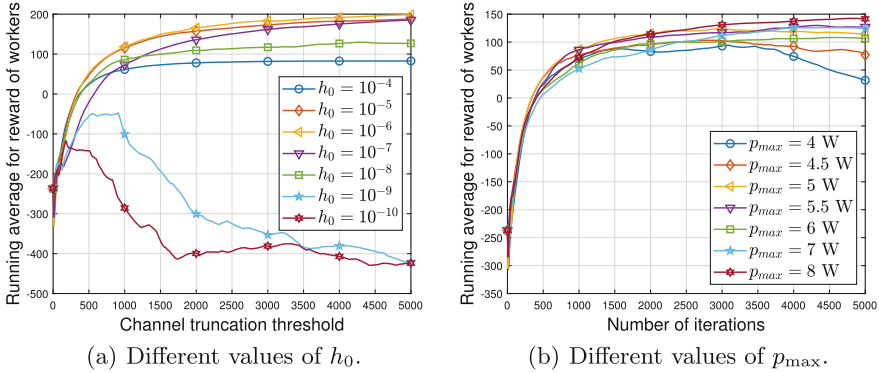 Running average for reward of workers
200
100
0
-100
-200
-300
-400
-500
h₀ = 10⁻⁴
h₀ = 10⁻⁵
h₀ = 10⁻⁶
h₀ = 10⁻⁷
h₀ = 10⁻⁸
h₀ = 10⁻⁹
h₀ = 10⁻¹⁰
0 500 1000 1500 2000 2500 3000 3500 4000 4500 5000
Channel truncation threshold
(a) Different values of h₀.
Running average for reward of workers
150
100
50
0
-50
-100
-150
-200
-250
-300
-350
pₘₐₓ = 4 W
pₘₐₓ = 4.5 W
pₘₐₓ = 5 W
pₘₐₓ = 5.5 W
pₘₐₓ = 6 W
pₘₐₓ = 7 W
pₘₐₓ = 8 W
0 500 1000 1500 2000 2500 3000 3500 4000 4500 5000
Number of iterations
(b) Different values of pₘₐₓ.